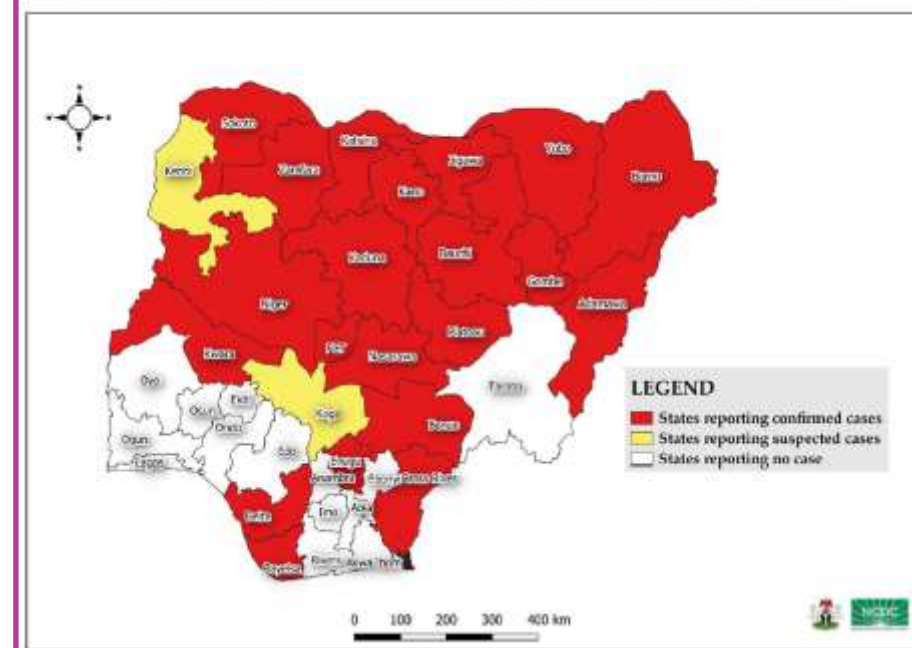 Sokoto
Katsina
Jigawa
Yobe
Borno
Kebbi
Zamfara
Kano
Kaduna
Bauchi
Gombe
Adamawa
Niger
Plateau
FCT
Nasarawa
Kwara
Taraba
Oyo
Kogi
Benue
Osun
Ekiti
Ondo
Ogun
Lagos
Edo
Enugu
Anambra
Ebonyi
Cross River
Delta
Imo
Abia
Bayelsa
Rivers
Akwa Ibom
LEGEND
States reporting confirmed cases
States reporting suspected cases
States reporting no case
0 100 200 300 400 km
NCDC